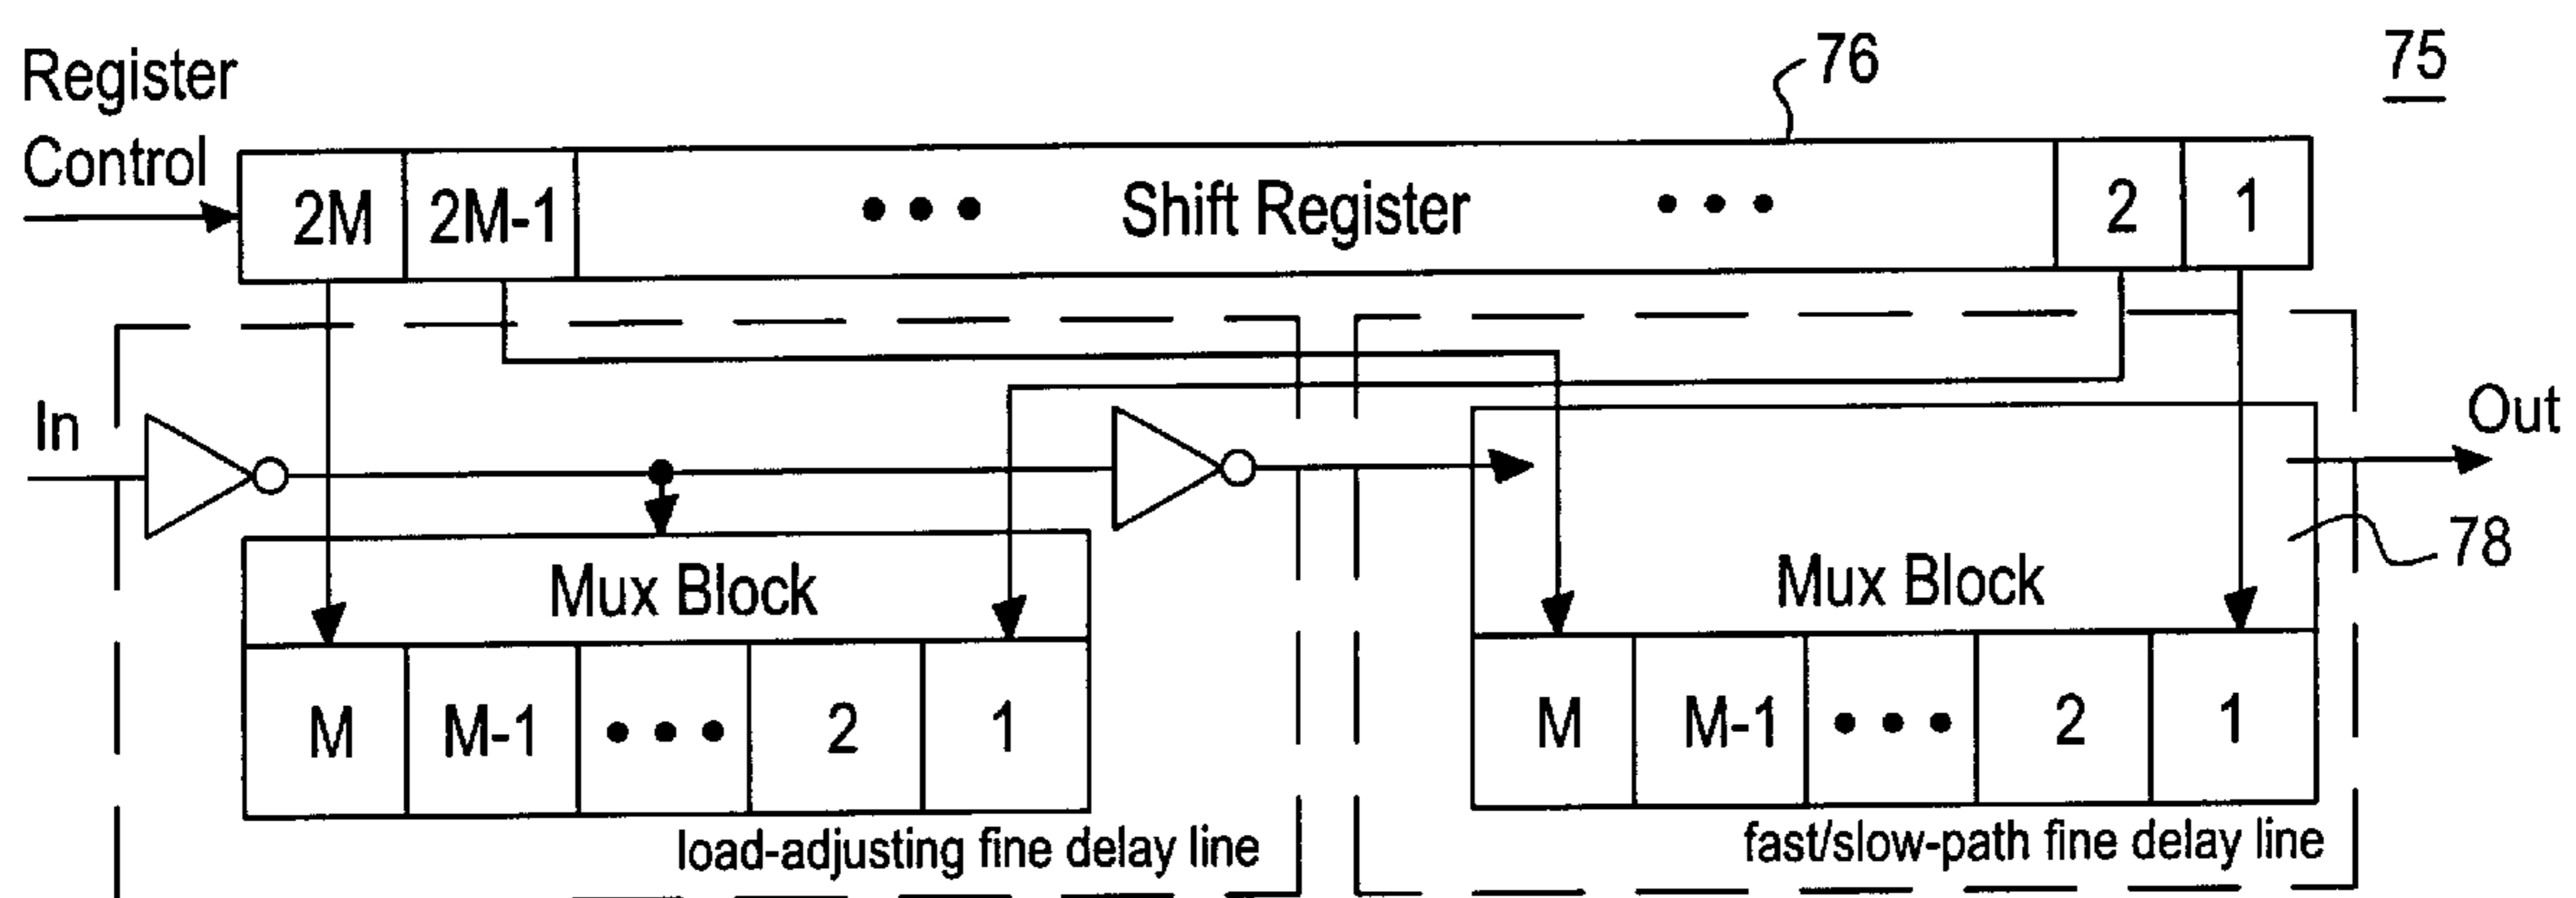 Register
Control
76
75
2M
2M-1
• • •
Shift Register
• • •
2
1
In
Out
Mux Block
Mux Block
78
M
M-1
• • •
2
1
M
M-1
• • •
2
1
load-adjusting fine delay line
fast/slow-path fine delay line